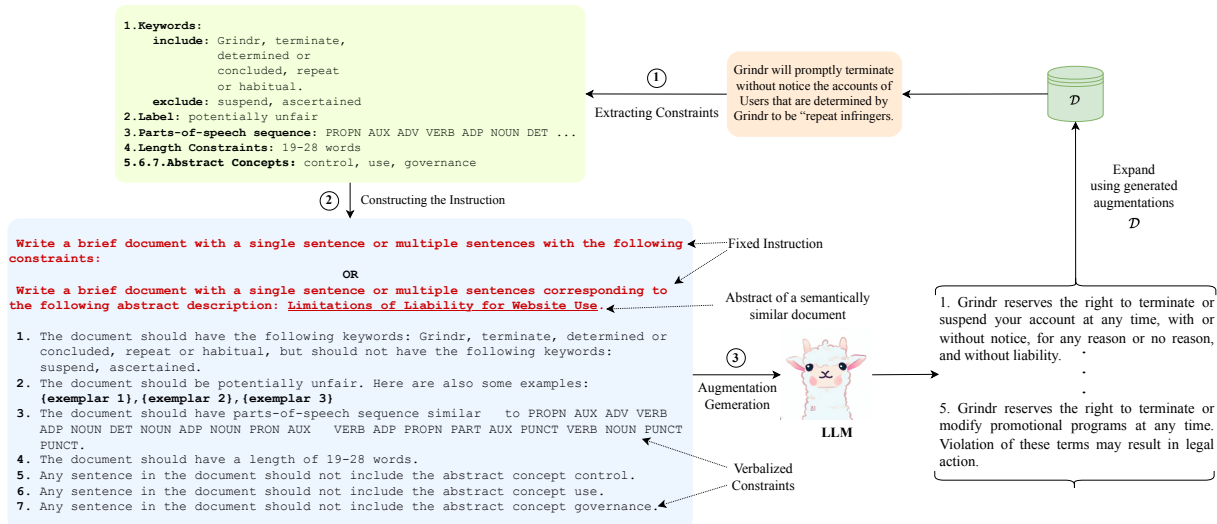 1.Keywords:
include: Grindr, terminate,
determined or
concluded, repeat
or habitual.
exclude: suspend, ascertained
2.Label: potentially unfair
3.Parts-of-speech sequence: PROPN AUX ADV VERB ADP NOUN DET ...
4.Length Constraints: 19-28 words
5.6.7.Abstract Concepts: control, use, governance
1
Extracting Constraints
Grindr will promptly terminate
without notice the accounts of
Users that are determined by
Grindr to be “repeat infringers.
D
Expand
using generated
augmentations
D
2
Constructing the Instruction
Write a brief document with a single sentence or multiple sentences with the following
constraints:
OR
Write a brief document with a single sentence or multiple sentences corresponding to
the following abstract description: Limitations of Liability for Website Use.
1. The document should have the following keywords: Grindr, terminate, determined or
concluded, repeat or habitual, but should not have the following keywords:
suspend, ascertained.
2. The document should be potentially unfair. Here are also some examples:
{exemplar 1},{exemplar 2},{exemplar 3}
3 The document should have parts-of-speech sequence similar to PROPN AUX ADV VERB
ADP NOUN DET NOUN ADP NOUN PRON AUX VERB ADP PROPN PART AUX PUNCT VERB NOUN PUNCT
PUNCT.
4. The document should have a length of 19-28 words.
5. Any sentence in the document should not include the abstract concept control.
6. Any sentence in the document should not include the abstract concept use.
7. Any sentence in the document should not include the abstract concept governance.
Fixed Instruction
Abstract of a semantically
similar document
3
Augmentation
Gemeration
LLM
Verbalized
Constraints
1. Grindr reserves the right to terminate or
suspend your account at any time, with or
without notice, for any reason or no reason,
and without liability.
.
.
.
5. Grindr reserves the right to terminate or
modify promotional programs at any time.
Violation of these terms may result in legal
action.